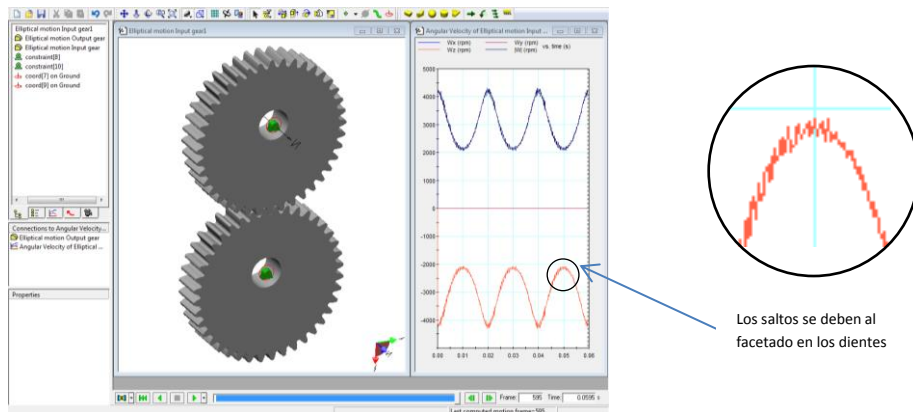 Elliptical motion Input gear1
Elliptical motion Output gear
Elliptical motion Input gear
constraint[8]
constraint[10]
coord[7] on Ground
coord[9] on Ground
Connections to Angular Velocity...
Elliptical motion Output gear
Angular Velocity of Elliptical ...
Properties
Elliptical motion Input gear1
Angular Velocity of Elliptical motion Input ...
Wx (rpm) Wy (rpm)
Wz (rpm) |W| (rpm) vs. time (s)
5000
4000
3000
2000
1000
0
-1000
-2000
-3000
-4000
0.00 0.01 0.02 0.03 0.04 0.05 0.06
Los saltos se deben al
facetado en los dientes
Frame: 595 Time: 0.0595 s
Last computed motion frame=595